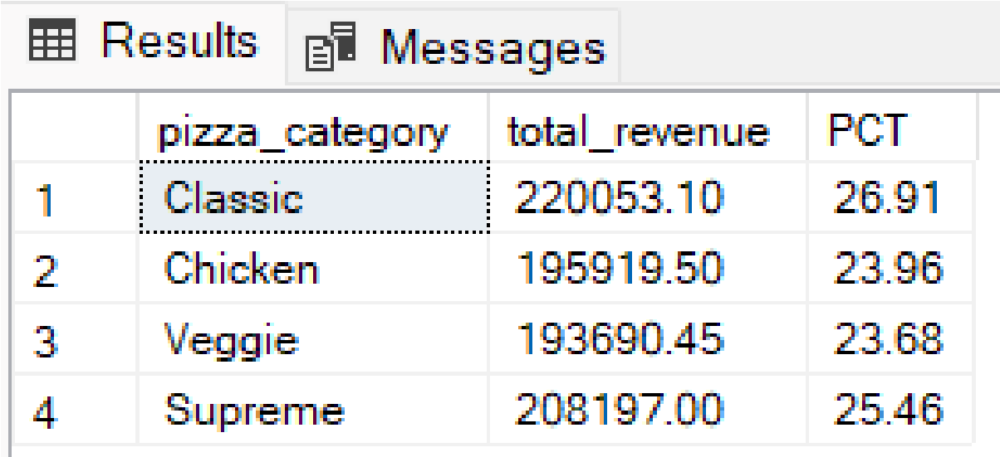 Results Messages
pizza_category total_revenue PCT
1 Classic 220053.10 26.91
2 Chicken 195919.50 23.96
3 Veggie 193690.45 23.68
4 Supreme 208197.00 25.46